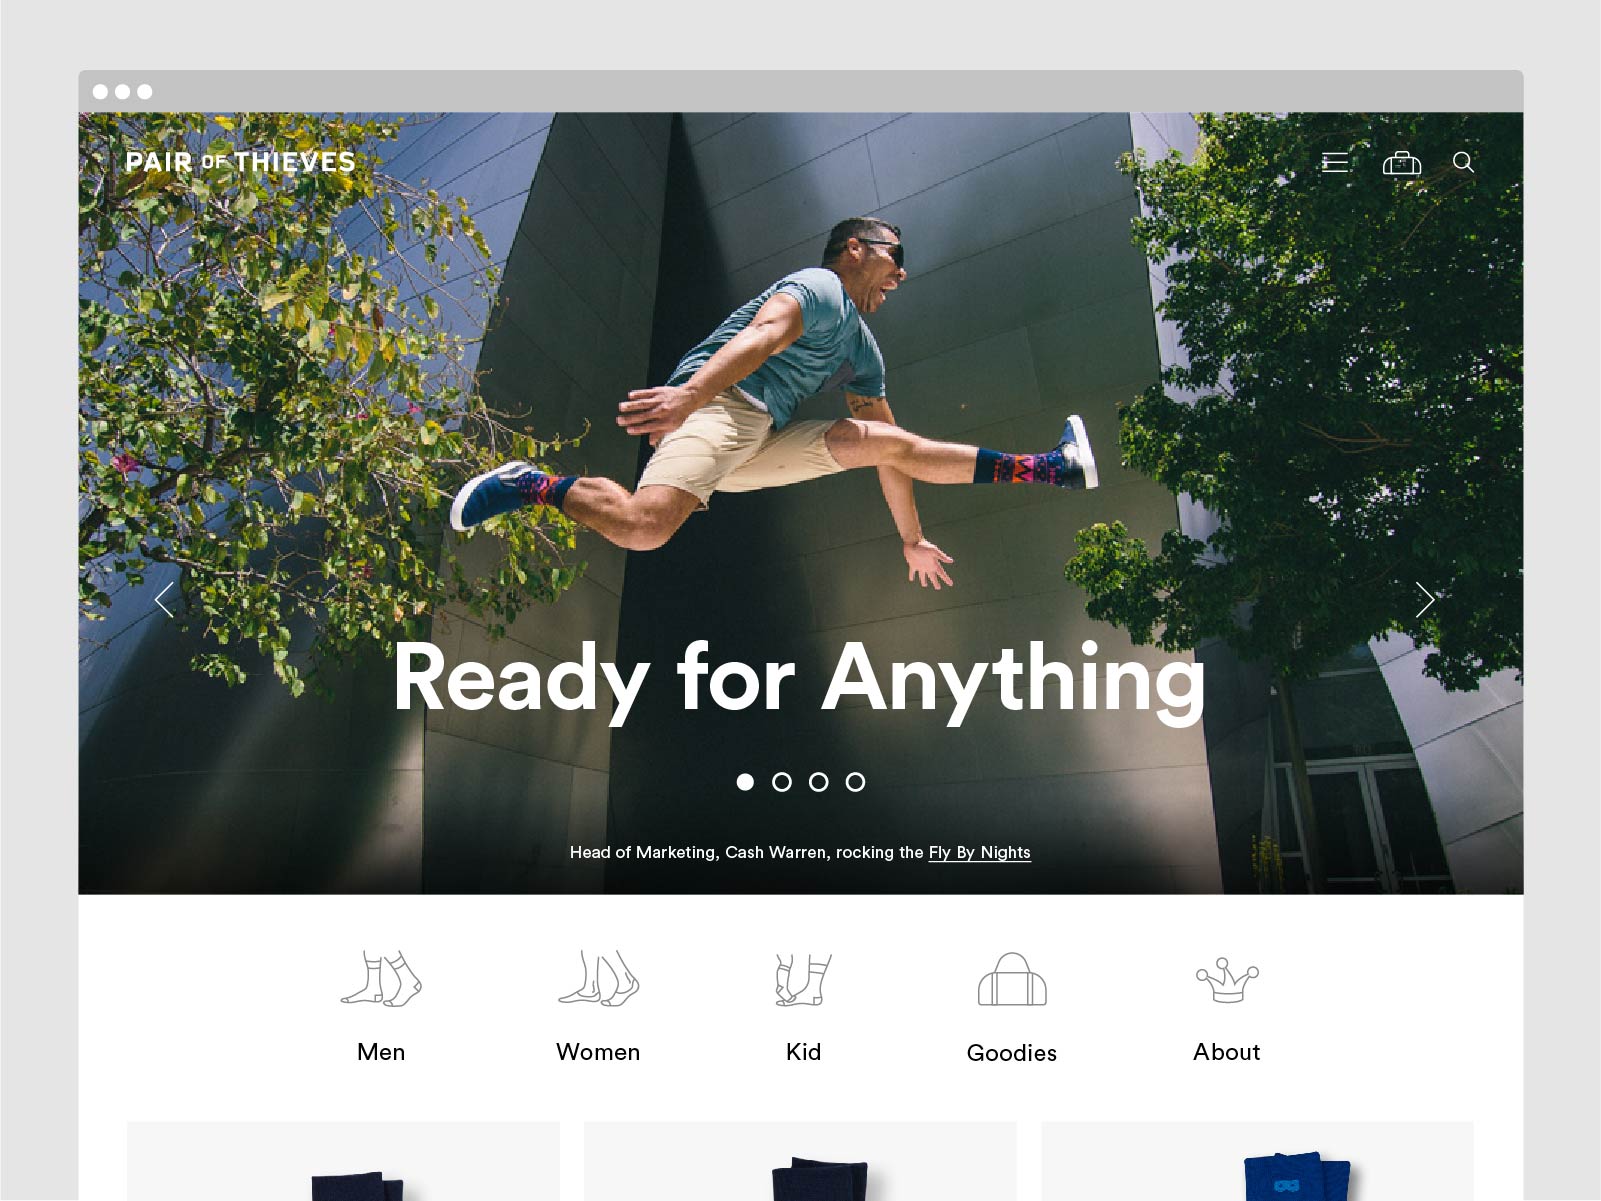 PAIR OF THIEVES
Ready for Anything
Head of Marketing, Cash Warren, rocking the Fly By Nights
Men
Women
Kid
Goodies
About